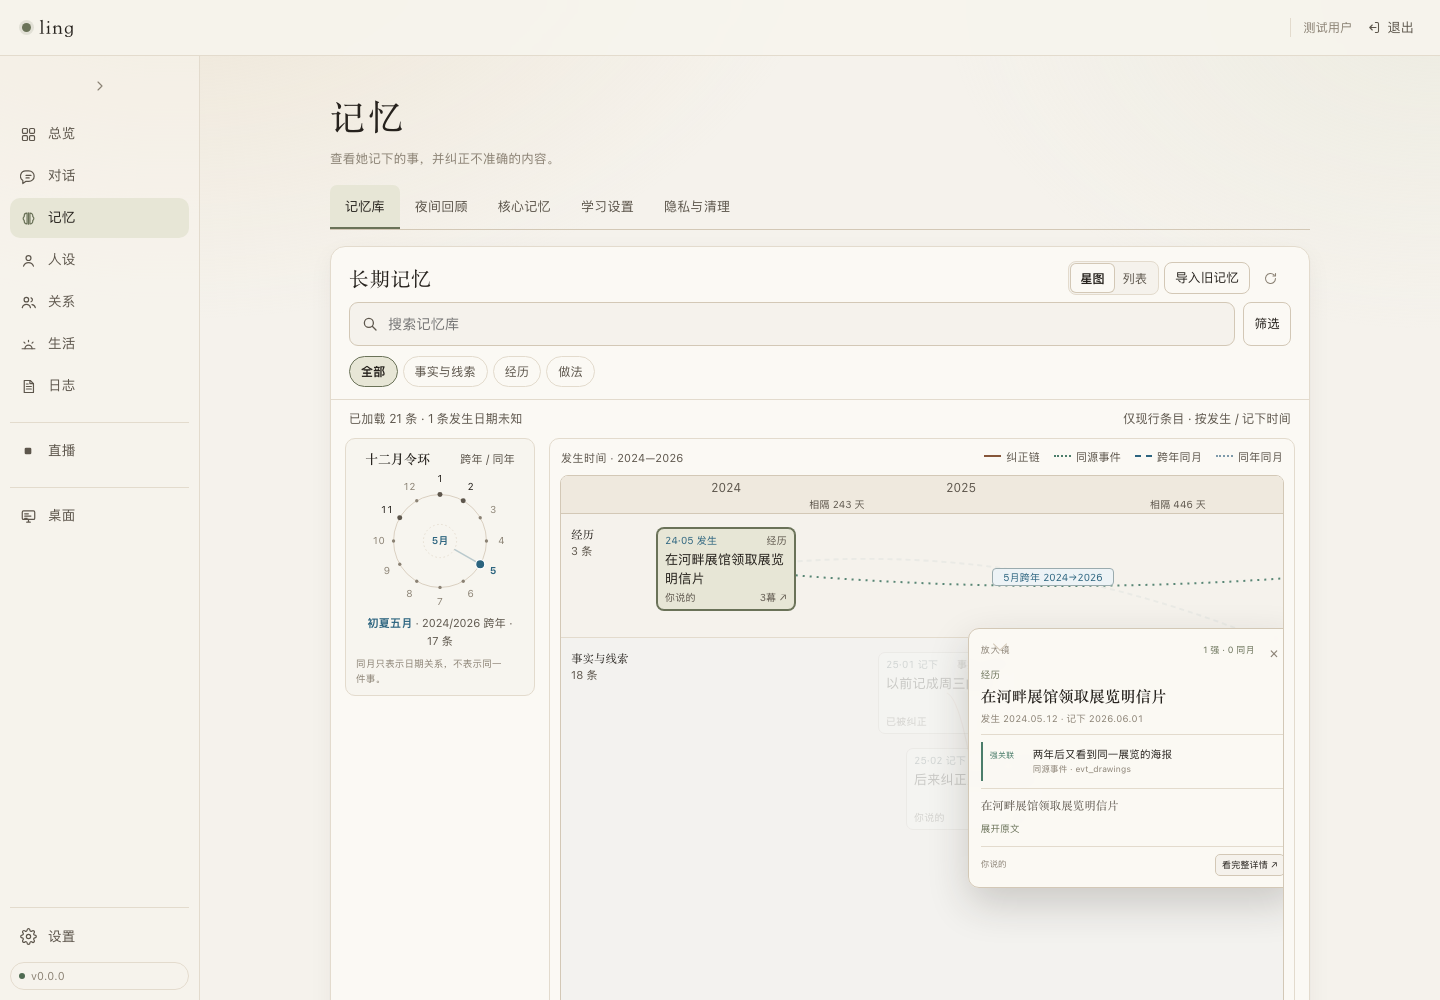 ling
测试用户
退出
总览
对话
记忆
人设
关系
生活
日志
直播
桌面
设置
v0.0.0
记忆
查看她记下的事，并纠正不准确的内容。
记忆库
夜间回顾
核心记忆
学习设置
隐私与清理
长期记忆
星图
列表
导入旧记忆
搜索记忆库
筛选
全部
事实与线索
经历
做法
已加载 21 条 · 1 条发生日期未知
仅现行条目 · 按发生 / 记下时间
十二月令环
跨年 / 同年
1
2
3
4
5
6
7
8
9
10
11
12
5月
初夏五月 · 2024/2026 跨年 ·
17 条
同月只表示日期关系，不表示同一
件事。
发生时间 · 2024—2026
纠正链
同源事件
跨年同月
同年同月
2024
2025
相隔 243 天
相隔 446 天
经历
3 条
24·05 发生
经历
在河畔展馆领取展览
明信片
你说的
3幕 ↗
5月跨年 2024→2026
事实与线索
18 条
25·01 记下
以前记成周三
已被纠正
25·02 记下
后来纠正
你说的
放大镜
1 强 · 0 同月
×
经历
在河畔展馆领取展览明信片
发生 2024.05.12 · 记下 2026.06.01
强关联
两年后又看到同一展览的海报
同源事件 · evt_drawings
在河畔展馆领取展览明信片
展开原文
你说的
看完整详情 ↗